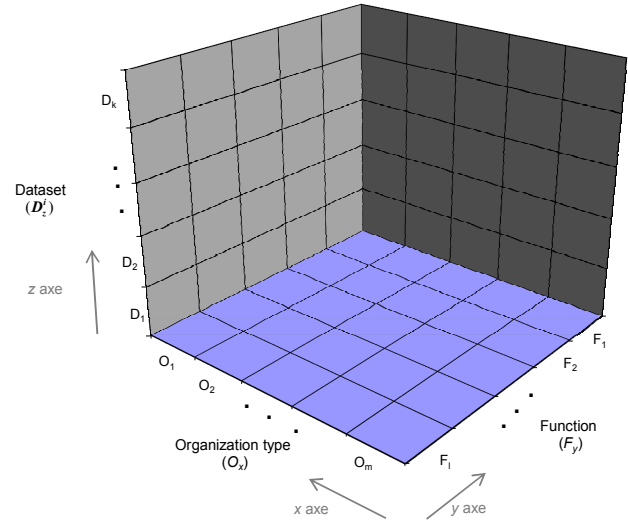 D_k
Dataset
(D_z^i)
D_2
z axe
D_1
F_1
O_1
F_2
O_2
Function
(F_y)
Organization type
(O_x)
O_m
F_l
x axe
y axe